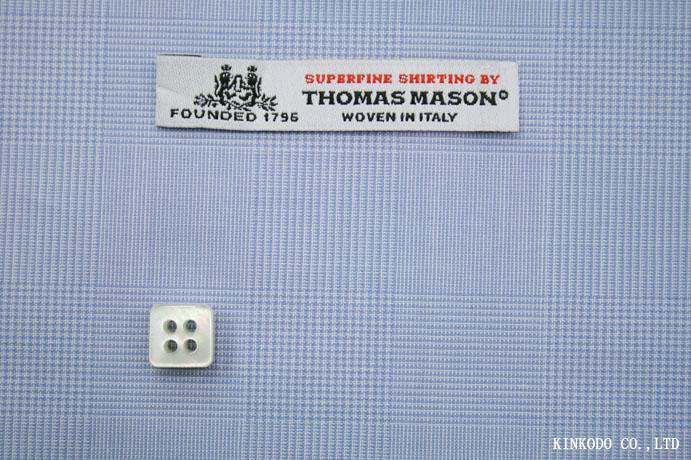 SUPERFINE SHIRTING BY
THOMAS MASON®
FOUNDED 1796
WOVEN IN ITALY
KINKODO CO.,LTD